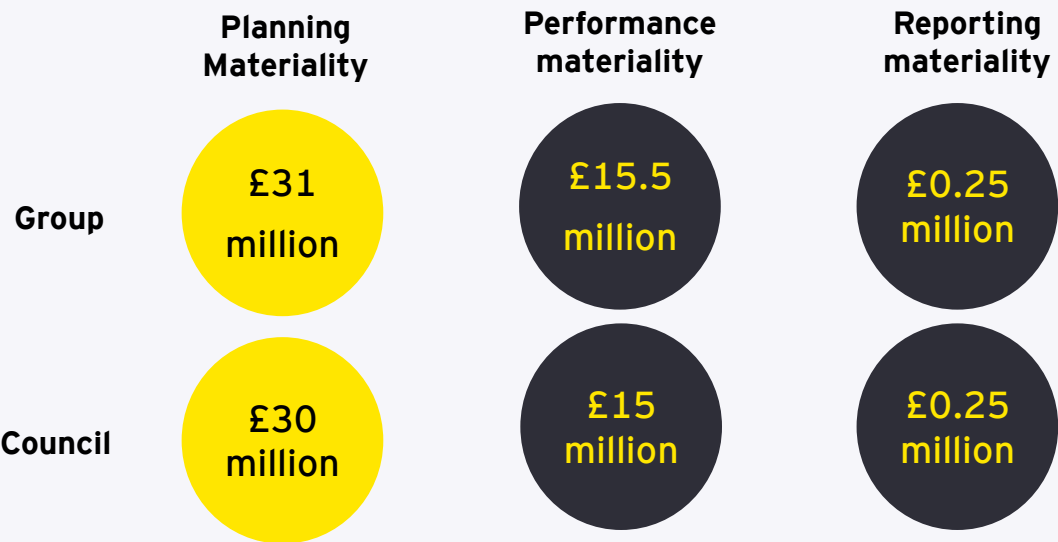 Planning
Materiality
Performance
materiality
Reporting
materiality
Group
£31
million
£15.5
million
£0.25
million
Council
£30
million
£15
million
£0.25
million